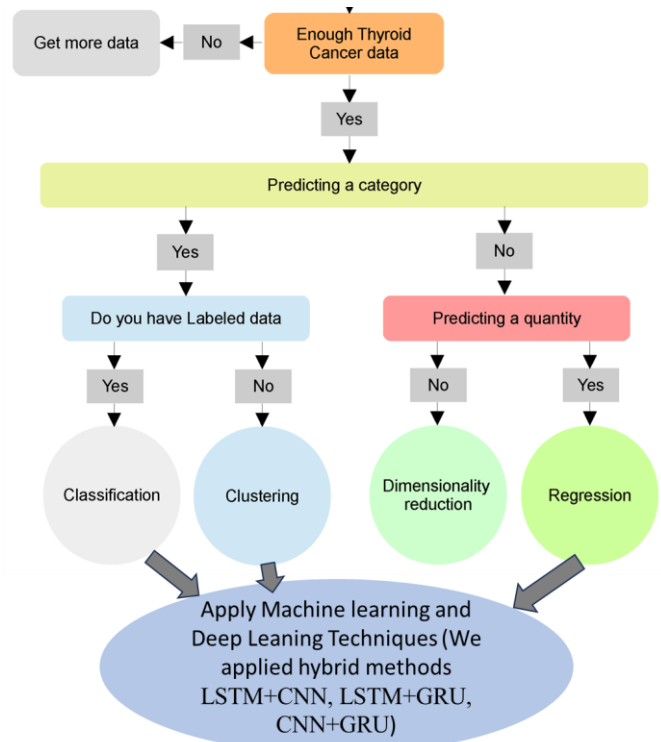 Get more data
No
Enough Thyroid
Cancer data
Yes
Predicting a category
Yes
No
Do you have Labeled data
Predicting a quantity
Yes
No
No
Yes
Classification
Clustering
Dimensionality
reduction
Regression
Apply Machine learning and
Deep Leaning Techniques (We
applied hybrid methods
LSTM+CNN, LSTM+GRU,
CNN+GRU)